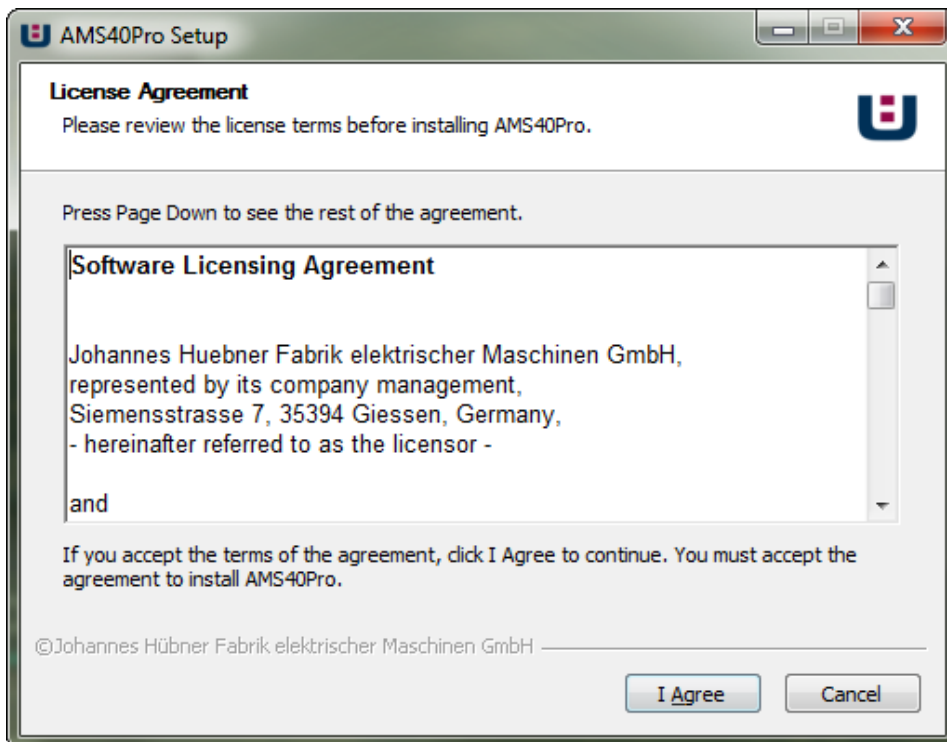 AMS40Pro Setup
License Agreement
Please review the license terms before installing AMS40Pro.
Press Page Down to see the rest of the agreement.
Software Licensing Agreement
Johannes Huebner Fabrik elektrischer Maschinen GmbH,
represented by its company management,
Siemensstrasse 7, 35394 Giessen, Germany,
- hereinafter referred to as the licensor -
and
If you accept the terms of the agreement, click I Agree to continue. You must accept the
agreement to install AMS40Pro.
©Johannes Hübner Fabrik elektrischer Maschinen GmbH
I Agree
Cancel